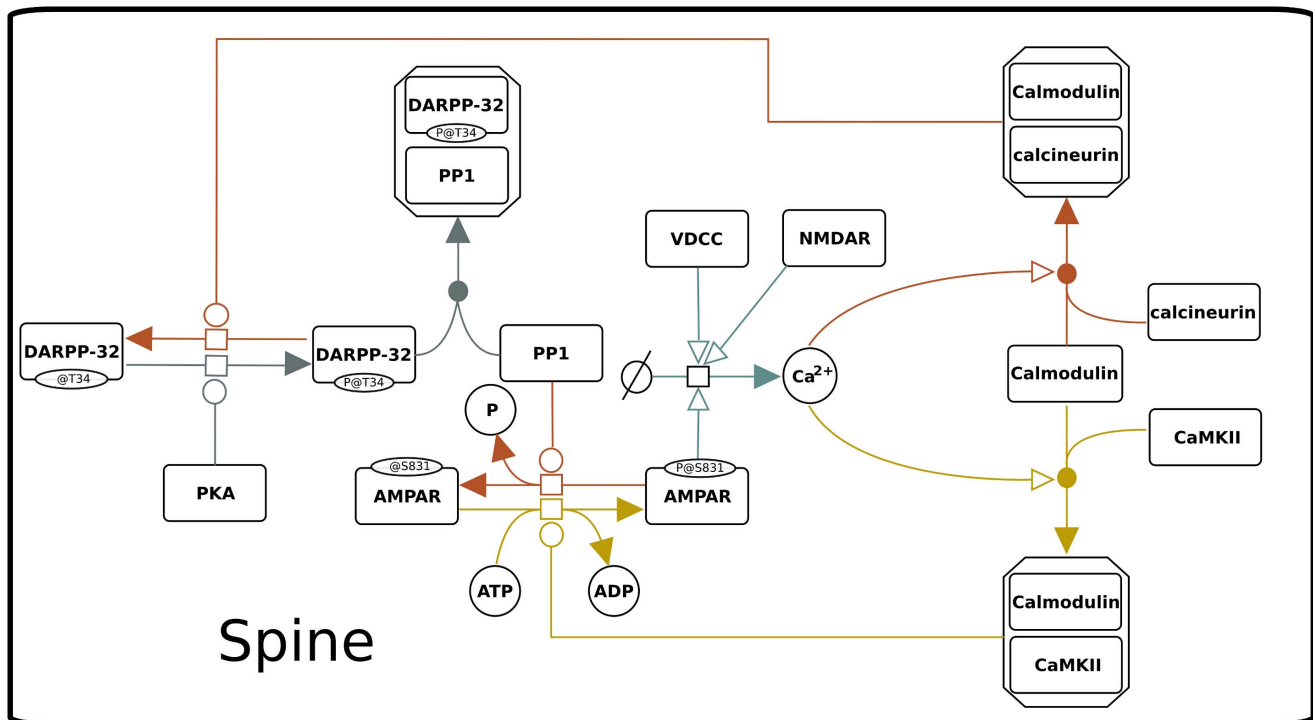 Calmodulin
calcineurin
DARPP-32
P@T34
PP1
VDCC
NMDAR
calcineurin
DARPP-32
@T34
DARPP-32
P@T34
PP1
Ca2+
Calmodulin
P
CaMKII
@S831
AMPAR
P@S831
AMPAR
PKA
ATP
ADP
Calmodulin
CaMKII
Spine